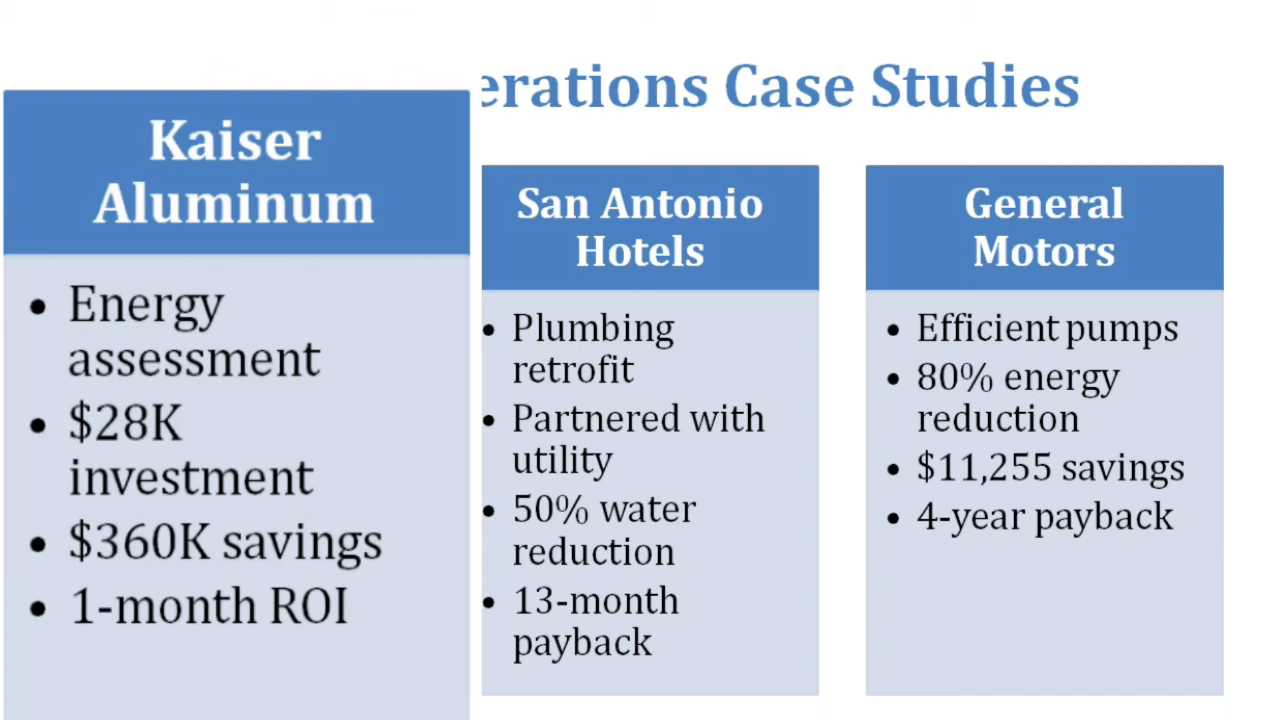 erations Case Studies
Kaiser
Aluminum
• Energy
assessment
• $28K
investment
• $360K savings
• 1-month ROI
San Antonio
Hotels
• Plumbing
retrofit
• Partnered with
utility
• 50% water
reduction
• 13-month
payback
General
Motors
• Efficient pumps
• 80% energy
reduction
• $11,255 savings
• 4-year payback